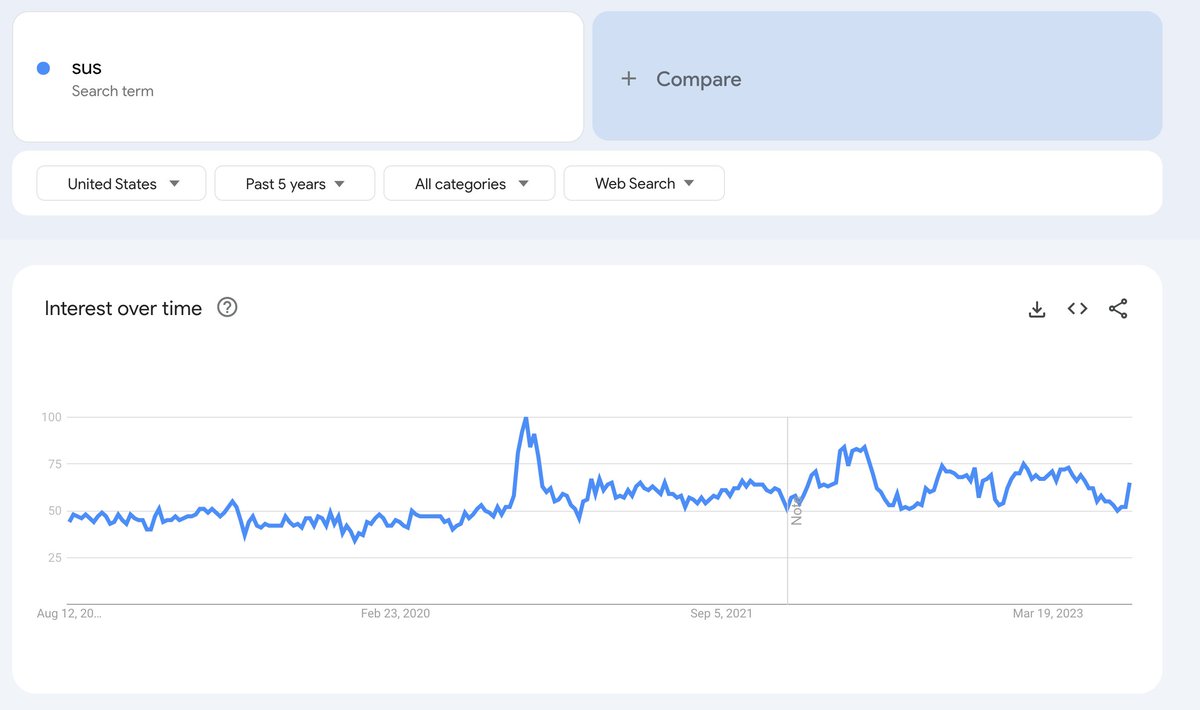 sus
Search term
+ Compare
United States
Past 5 years
All categories
Web Search
Interest over time
100
75
50
25
Note
Aug 12, 20...
Feb 23, 2020
Sep 5, 2021
Mar 19, 2023